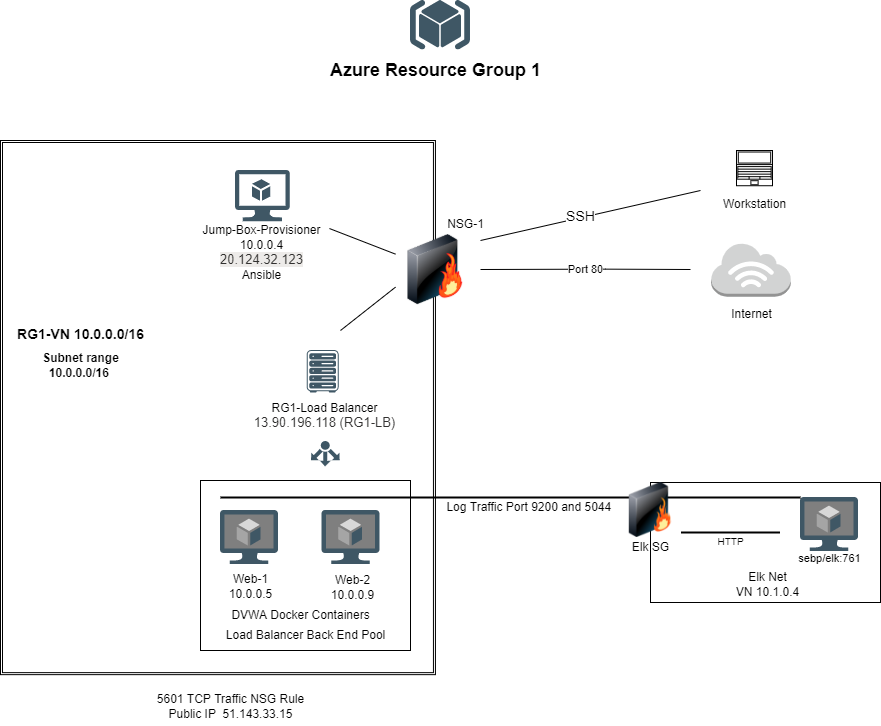 Azure Resource Group 1
Jump-Box-Provisioner
10.0.0.4
20.124.32.123
Ansible
NSG-1
SSH
Workstation
Port 80
Internet
RG1-VN 10.0.0.0/16
Subnet range
10.0.0.0/16
RG1-Load Balancer
13.90.196.118 (RG1-LB)
Log Traffic Port 9200 and 5044
Web-1
10.0.0.5
Web-2
10.0.0.9
DVWA Docker Containers
Load Balancer Back End Pool
Elk SG
HTTP
sebp/elk:761
Elk Net
VN 10.1.0.4
5601 TCP Traffic NSG Rule
Public IP  51.143.33.15